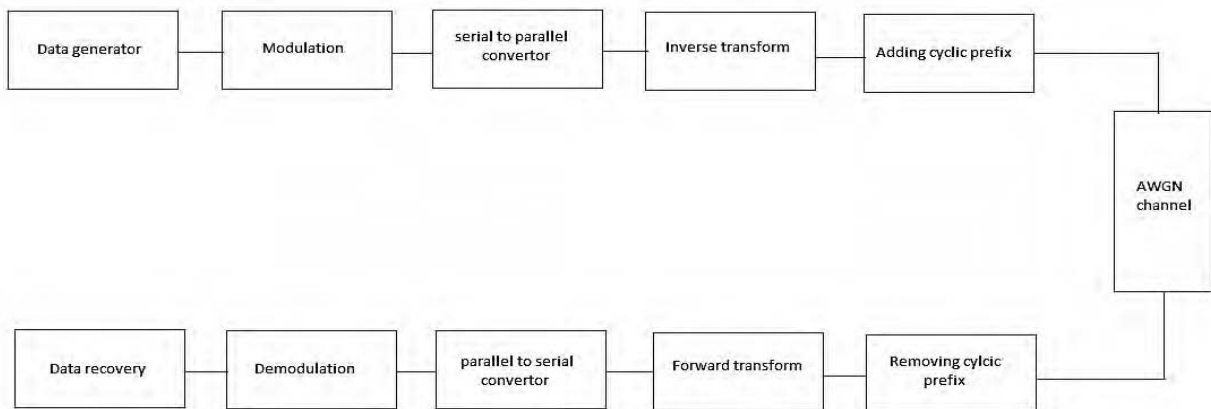 Data generator
Modulation
serial to parallel
convertor
Inverse transform
Adding cyclic prefix
AWGN
channel
Data recovery
Demodulation
parallel to serial
convertor
Forward transform
Removing cylcic
prefix